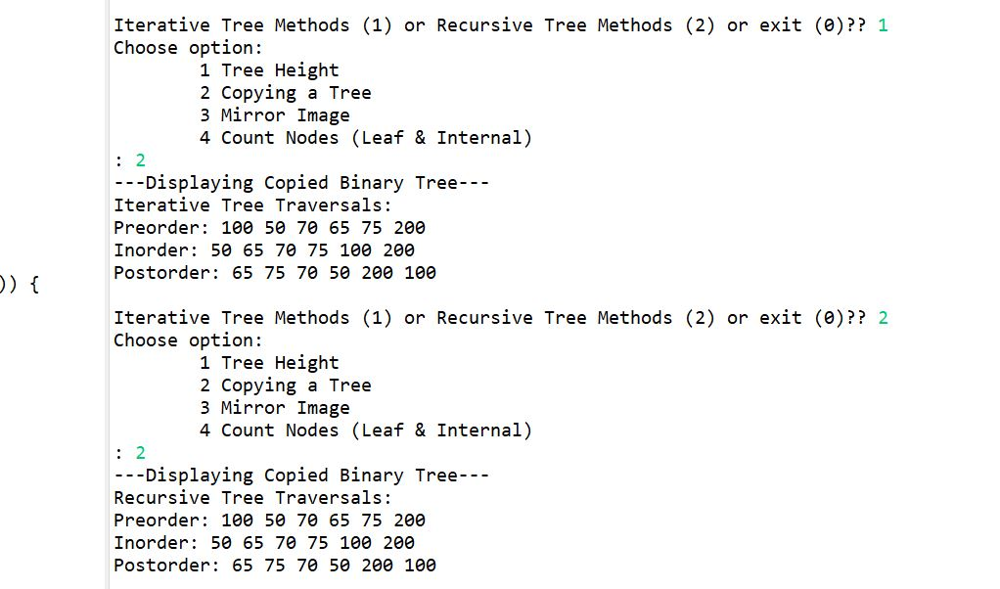 Iterative Tree Methods (1) or Recursive Tree Methods (2) or exit (0)?? 1
Choose option:
1 Tree Height
2 Copying a Tree
3 Mirror Image
4 Count Nodes (Leaf & Internal)
: 2
---Displaying Copied Binary Tree---
Iterative Tree Traversals:
Preorder: 100 50 70 65 75 200
Inorder: 50 65 70 75 100 200
Postorder: 65 75 70 50 200 100
)) {
Iterative Tree Methods (1) or Recursive Tree Methods (2) or exit (0)?? 2
Choose option:
1 Tree Height
2 Copying a Tree
3 Mirror Image
4 Count Nodes (Leaf & Internal)
: 2
---Displaying Copied Binary Tree---
Recursive Tree Traversals:
Preorder: 100 50 70 65 75 200
Inorder: 50 65 70 75 100 200
Postorder: 65 75 70 50 200 100